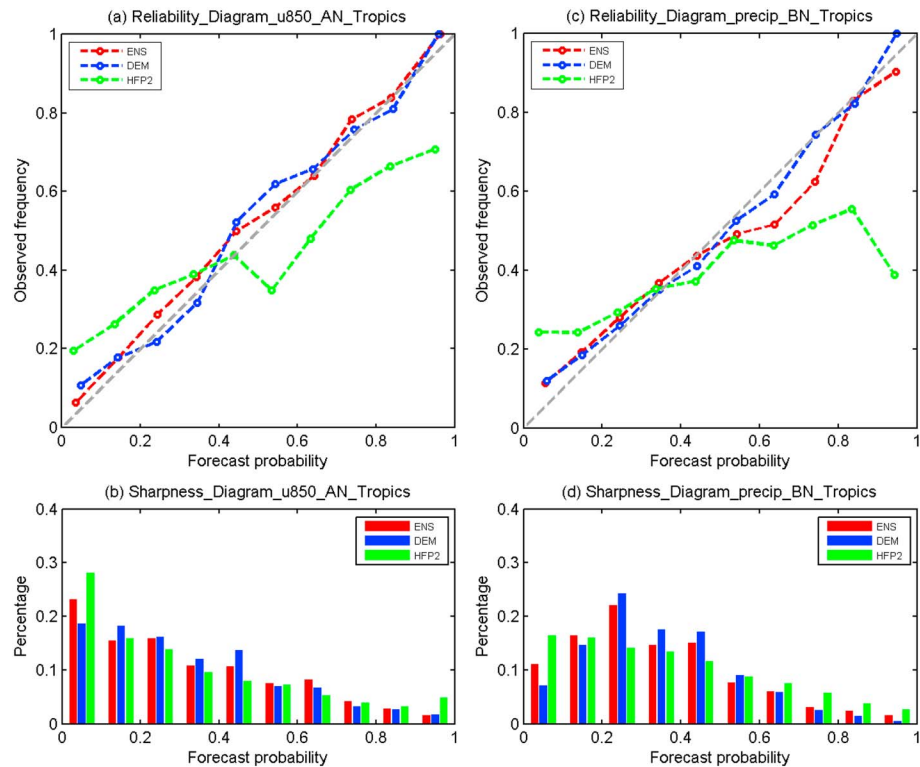 (a) Reliability_Diagram_u850_AN_Tropics
ENS
DEM
HFP2
Observed frequency
1
0.8
0.6
0.4
0.2
0
0 0.2 0.4 0.6 0.8 1
Forecast probability
(c) Reliability_Diagram_precip_BN_Tropics
ENS
DEM
HFP2
Observed frequency
1
0.8
0.6
0.4
0.2
0
0 0.2 0.4 0.6 0.8 1
Forecast probability
(b) Sharpness_Diagram_u850_AN_Tropics
ENS
DEM
HFP2
Percentage
0.4
0.3
0.2
0.1
0
0 0.2 0.4 0.6 0.8 1
Forecast probability
(d) Sharpness_Diagram_precip_BN_Tropics
ENS
DEM
HFP2
Percentage
0.4
0.3
0.2
0.1
0
0 0.2 0.4 0.6 0.8 1
Forecast probability